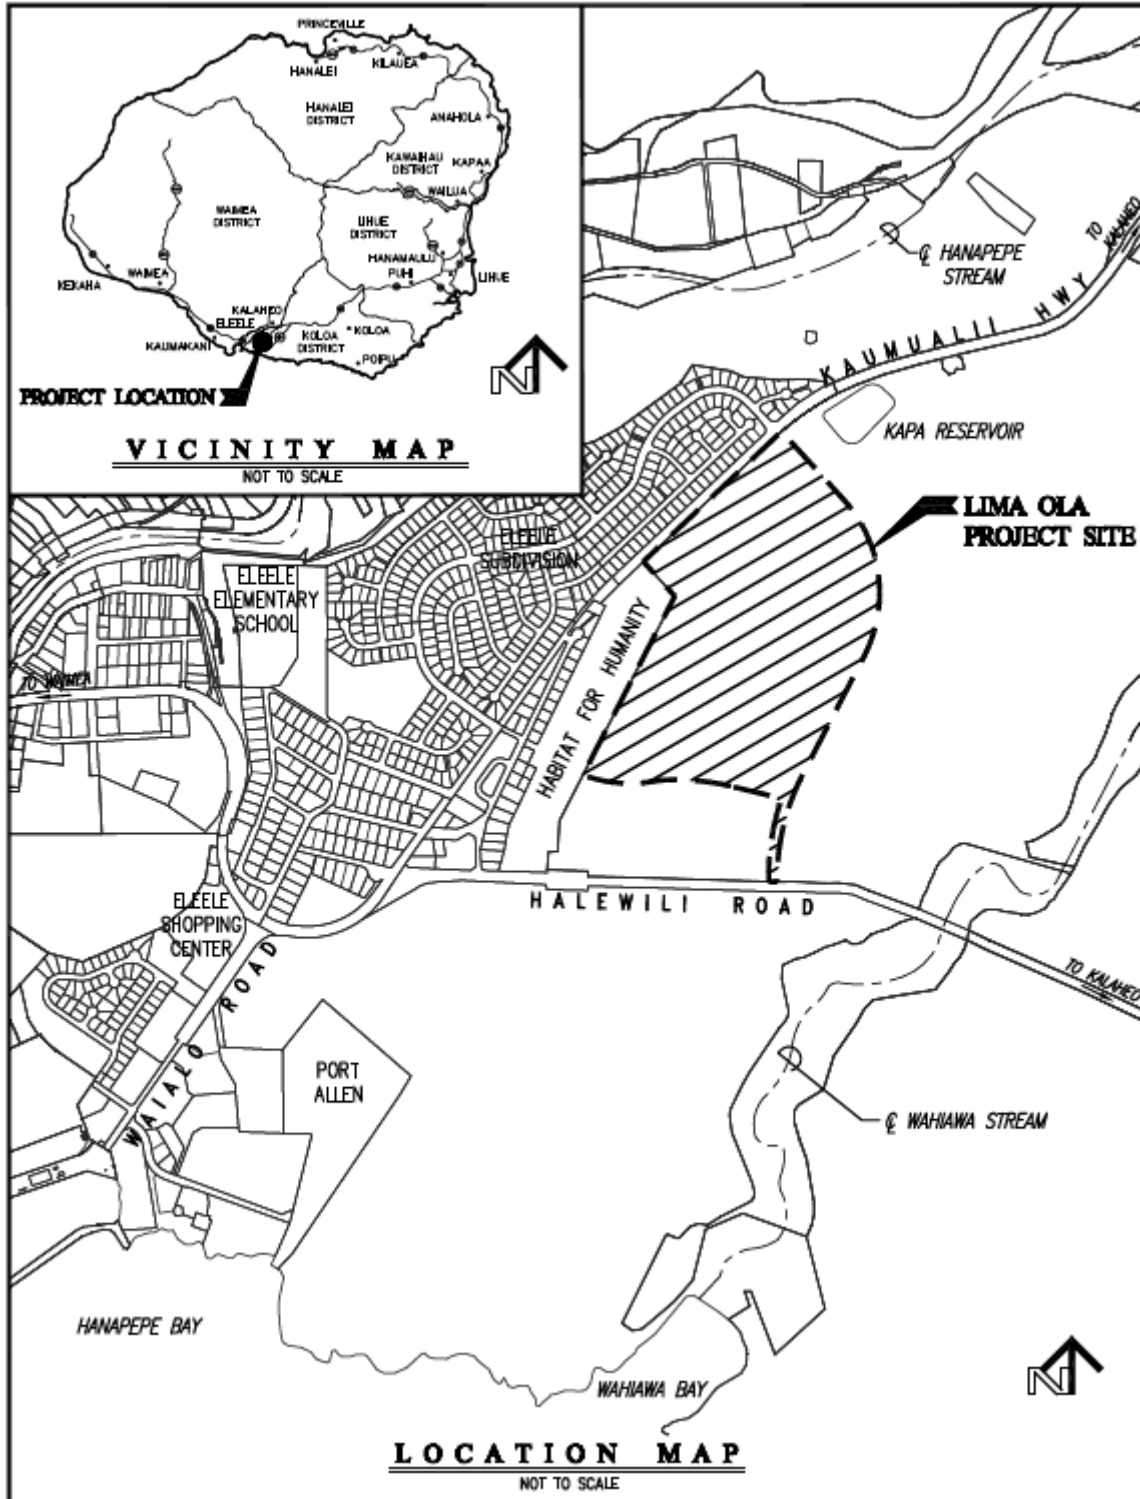 PRINCEVILLE
HANALEI
KILAUEA
HANALEI
DISTRICT
ANAHOLA
KAWAIHAU
DISTRICT
KAPAA
WAILUA
WAIMEA
DISTRICT
LIHUE
DISTRICT
HANAMAULU
PUHI
LIHUE
KEKAHA
WAIMEA
KALAHEO
ELEELE
KAUMAKANI
KOLOA
DISTRICT
KOLOA
POIPU
PROJECT LOCATION
N
VICINITY MAP
NOT TO SCALE
TO
KALAHEO
℄ HANAPEPE
STREAM
KAUMUALII HWY
KAPA RESERVOIR
LIMA OLA
PROJECT SITE
ELEELE
SUBDIVISION
ELEELE
ELEMENTARY
SCHOOL
HABITAT FOR HUMANITY
TO WAIMEA
ELEELE
SHOPPING
CENTER
HALEWILI ROAD
TO KALAHEO
WAIALO ROAD
PORT
ALLEN
℄ WAHIAWA STREAM
HANAPEPE BAY
WAHIAWA BAY
N
LOCATION MAP
NOT TO SCALE